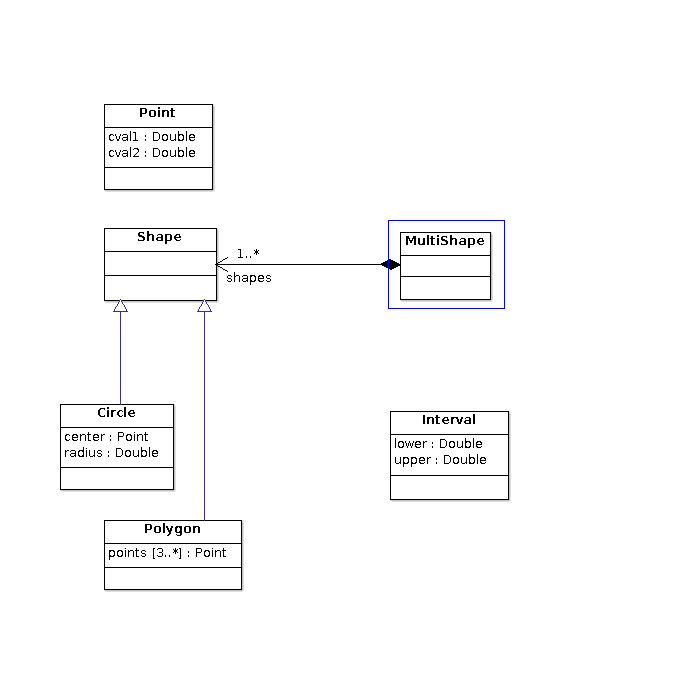 Point
cval1 : Double
cval2 : Double
Shape
1..*
shapes
MultiShape
Circle
center : Point
radius : Double
Interval
lower : Double
upper : Double
Polygon
points [3..*] : Point